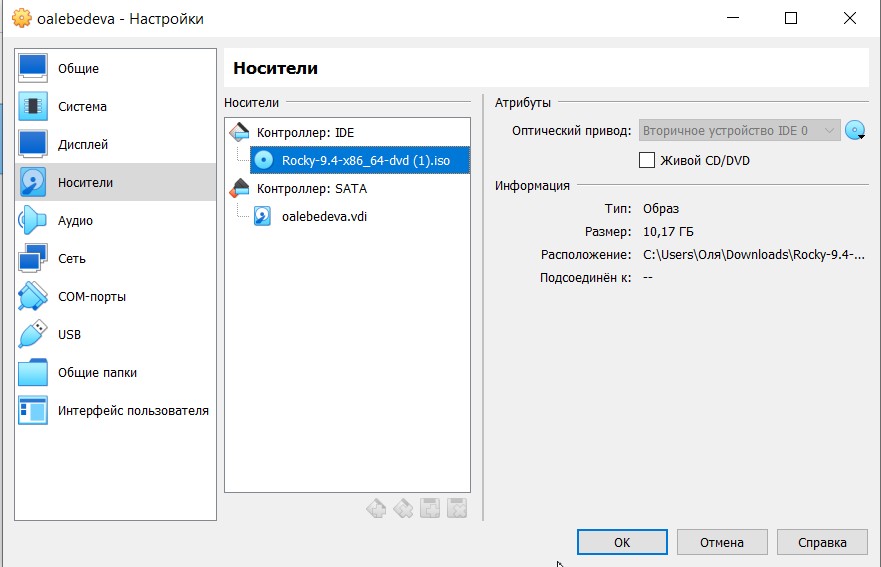 oalebedeva - Настройки
Общие
Система
Дисплей
Носители
Аудио
Сеть
COM-порты
USB
Общие папки
Интерфейс пользователя
Носители
Носители
Контроллер: IDE
Rocky-9.4-x86_64-dvd (1).iso
Контроллер: SATA
oalebedeva.vdi
Атрибуты
Оптический привод: Вторичное устройство IDE 0
Живой CD/DVD
Информация
Тип: Образ
Размер: 10,17 ГБ
Расположение: C:\Users\Оля\Downloads\Rocky-9.4-...
Подсоединён к: --
ОК
Отмена
Справка